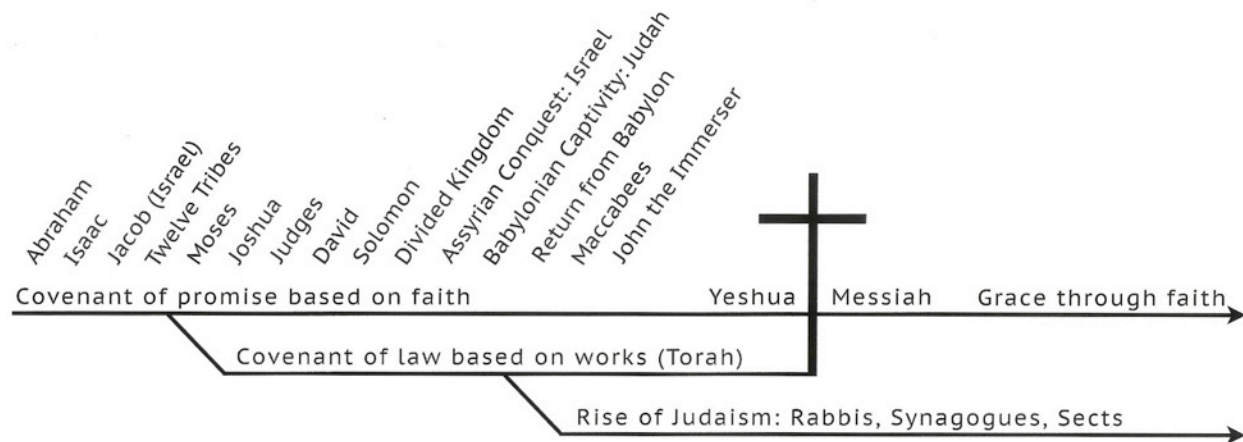 Abraham
Isaac
Jacob (Israel)
Twelve Tribes
Moses
Joshua
Judges
David
Solomon
Divided Kingdom
Assyrian Conquest: Israel
Babylonian Captivity: Judah
Return from Babylon
Maccabees
John the Immerser
Covenant of promise based on faith
Yeshua
Messiah
Grace through faith
Covenant of law based on works (Torah)
Rise of Judaism: Rabbis, Synagogues, Sects